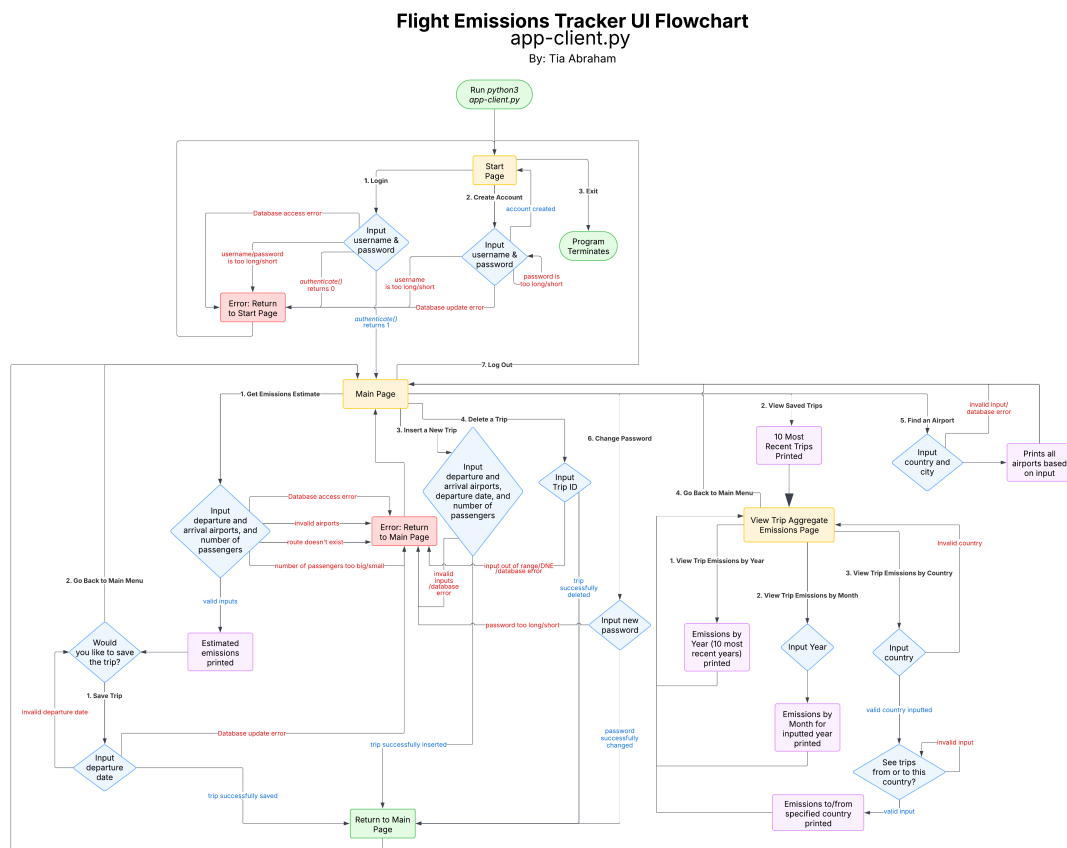 Flight Emissions Tracker UI Flowchart
app-client.py
By: Tia Abraham
Run python3
app-client.py
Start
Page
1. Login
2. Create Account
3. Exit
account created
Database access error
Input
username &
password
Input
username &
password
Program
Terminates
username/password
is too long/short
authenticate()
returns 0
username
is too long/short
password is
too long/short
Error: Return
to Start Page
Database update error
authenticate()
returns 1
7. Log Out
Main Page
1. Get Emissions Estimate
4. Delete a Trip
3. Insert a New Trip
2. View Saved Trips
5. Find an Airport
invalid input/
database error
6. Change Password
10 Most
Recent Trips
Printed
Input
country and
city
Prints all
airports based
on input
Input
departure and
arrival airports,
departure date, and
number of
passengers
Input
Trip ID
4. Go Back to Main Menu
Database access error
invalid airports
route doesn't exist
number of passengers too big/small
Input
departure and
arrival airports, and
number of
passengers
Error: Return
to Main Page
View Trip Aggregate
Emissions Page
Invalid country
1. View Trip Emissions by Year
3. View Trip Emissions by Country
2. View Trip Emissions by Month
input out of range/DNE
/database error
invalid
inputs
/database
error
trip
successfully
deleted
2. Go Back to Main Menu
valid inputs
password too long/short
Input new
password
Would
you like to save
the trip?
Estimated
emissions
printed
Emissions by
Year (10 most
recent years)
printed
Input Year
Input
country
1. Save Trip
invalid departure date
valid country inputted
Database update error
trip successfully inserted
password
successfully
changed
Emissions by
Month for
inputted year
printed
invalid input
Input
departure
date
See trips
from or to this
country?
trip successfully saved
Emissions to/from
specified country
printed
valid input
Return to Main
Page